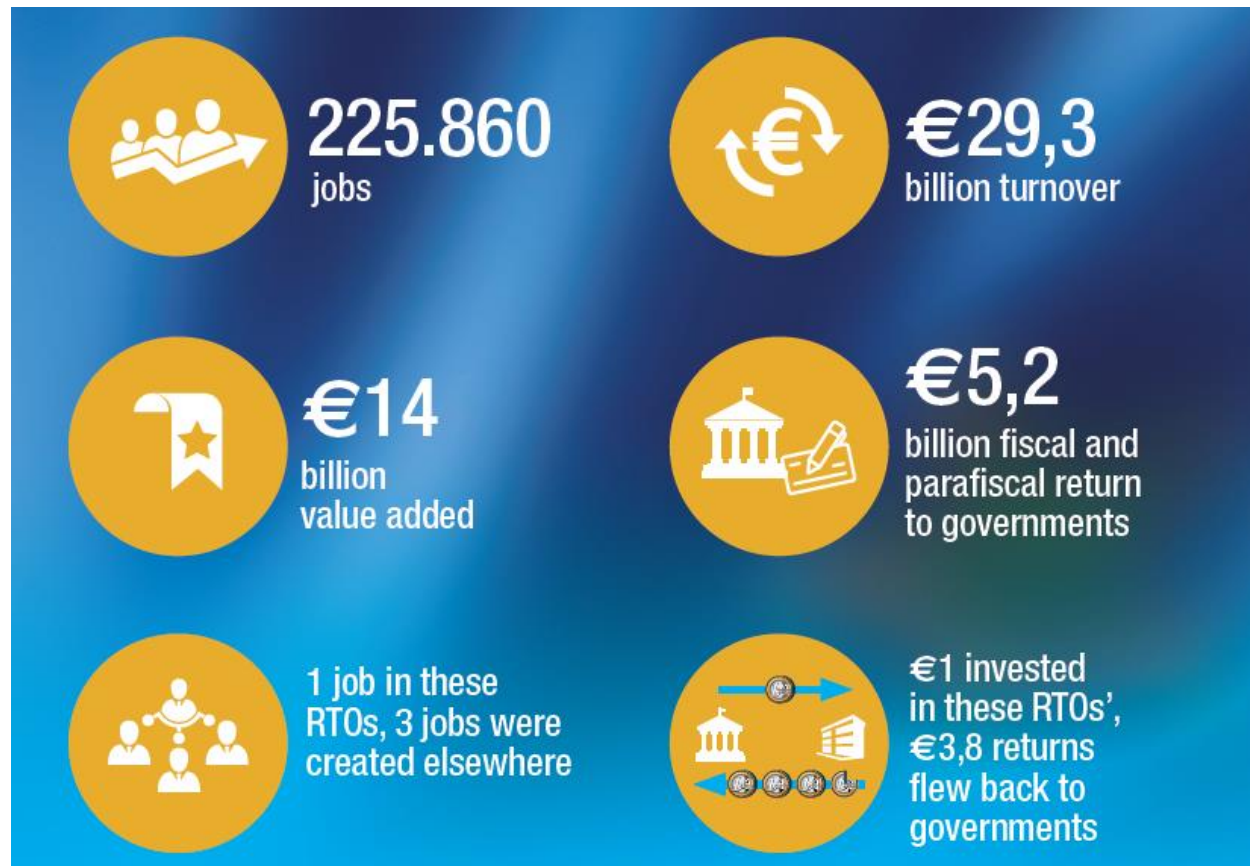 225.860
jobs
€29,3
billion turnover
€14
billion
value added
€5,2
billion fiscal and
parafiscal return
to governments
1 job in these
RTOs, 3 jobs were
created elsewhere
€1 invested
in these RTOs’,
€3,8 returns
flew back to
governments